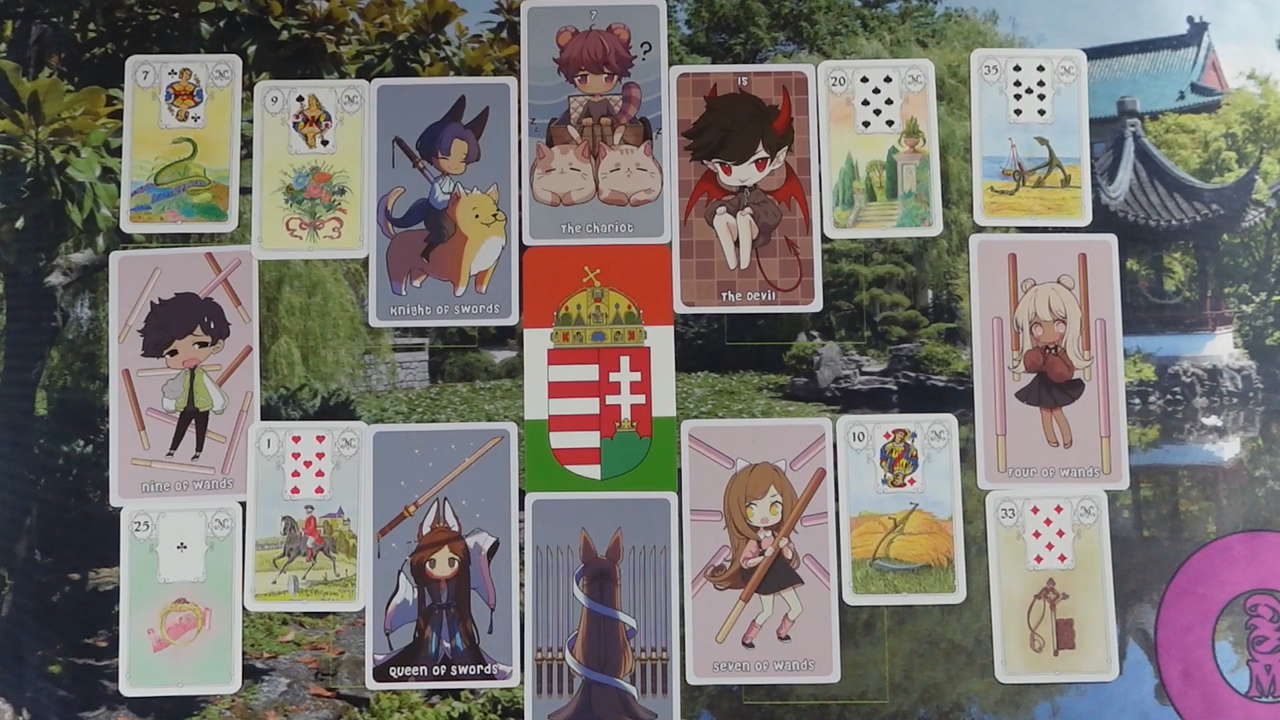 7
7
9
The Chariot
?
z
z
z
z
15
20
35
Knight of Swords
The Devil
Nine of Wands
Four of Wands
1
10
25
33
Queen of Swords
Seven of Wands